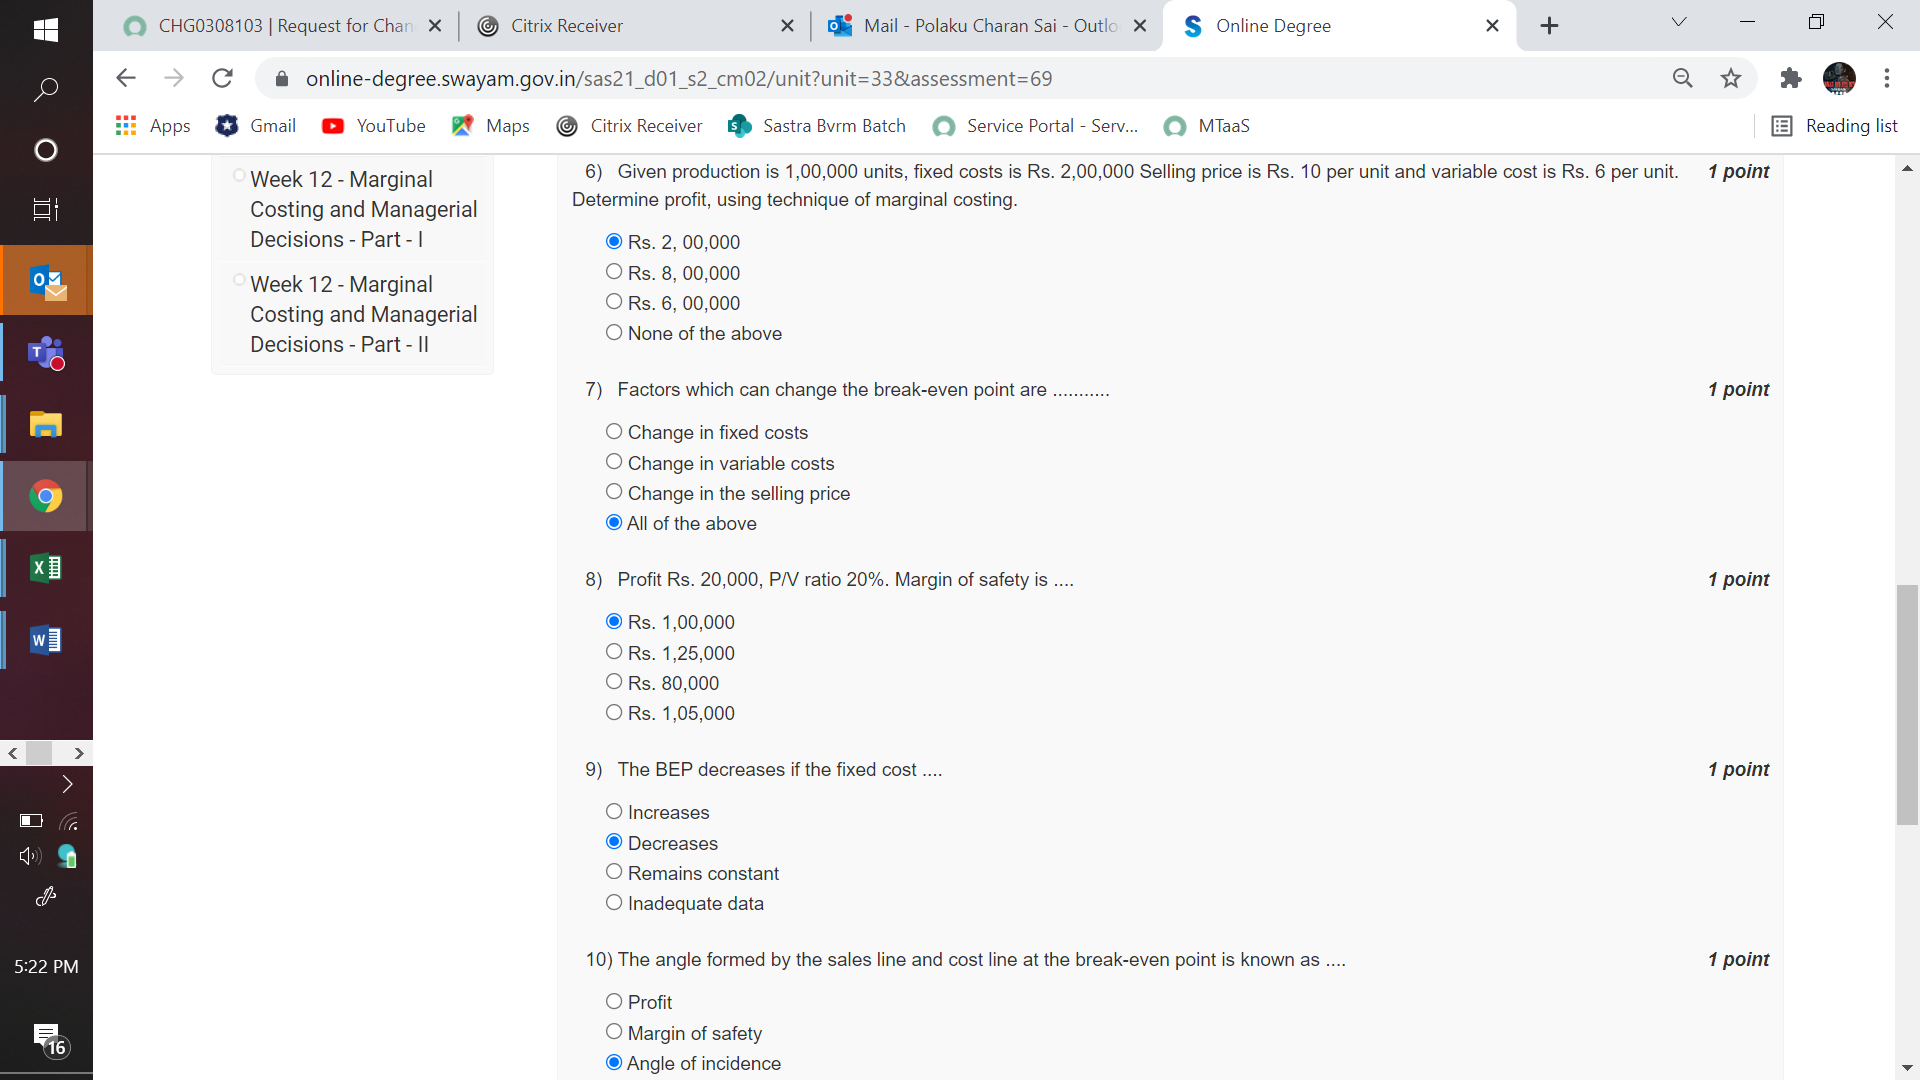 CHG0308103 | Request for Chan
Citrix Receiver
Mail - Polaku Charan Sai - Outlo
Online Degree
online-degree.swayam.gov.in/sas21_d01_s2_cm02/unit?unit=33&assessment=69
Apps
Gmail
YouTube
Maps
Citrix Receiver
Sastra Bvrm Batch
Service Portal - Serv...
MTaaS
Reading list
Week 12 - Marginal
Costing and Managerial
Decisions - Part - I
Week 12 - Marginal
Costing and Managerial
Decisions - Part - II
6) Given production is 1,00,000 units, fixed costs is Rs. 2,00,000 Selling price is Rs. 10 per unit and variable cost is Rs. 6 per unit. 1 point
Determine profit, using technique of marginal costing.
Rs. 2, 00,000
Rs. 8, 00,000
Rs. 6, 00,000
None of the above
7) Factors which can change the break-even point are ........... 1 point
Change in fixed costs
Change in variable costs
Change in the selling price
All of the above
8) Profit Rs. 20,000, P/V ratio 20%. Margin of safety is .... 1 point
Rs. 1,00,000
Rs. 1,25,000
Rs. 80,000
Rs. 1,05,000
9) The BEP decreases if the fixed cost .... 1 point
Increases
Decreases
Remains constant
Inadequate data
10) The angle formed by the sales line and cost line at the break-even point is known as .... 1 point
Profit
Margin of safety
Angle of incidence
5:22 PM
16